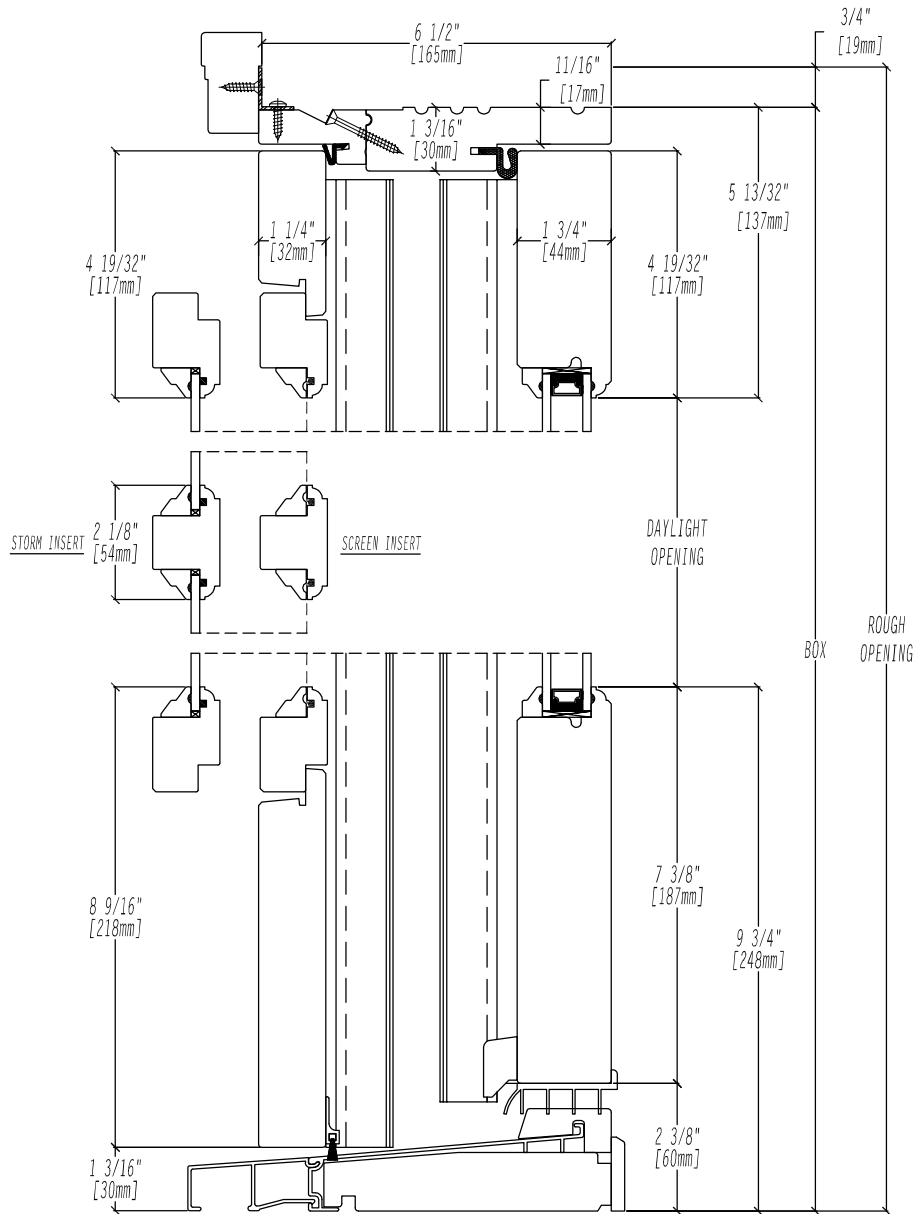 6 1/2"
[165mm]
3/4"
[19mm]
11/16"
[17mm]
1 3/16"
[30mm]
5 13/32"
[137mm]
1 1/4"
[32mm]
1 3/4"
[44mm]
4 19/32"
[117mm]
4 19/32"
[117mm]
STORM INSERT
2 1/8"
[54mm]
SCREEN INSERT
DAYLIGHT
OPENING
BOX
ROUGH
OPENING
8 9/16"
[218mm]
7 3/8"
[187mm]
9 3/4"
[248mm]
1 3/16"
[30mm]
2 3/8"
[60mm]